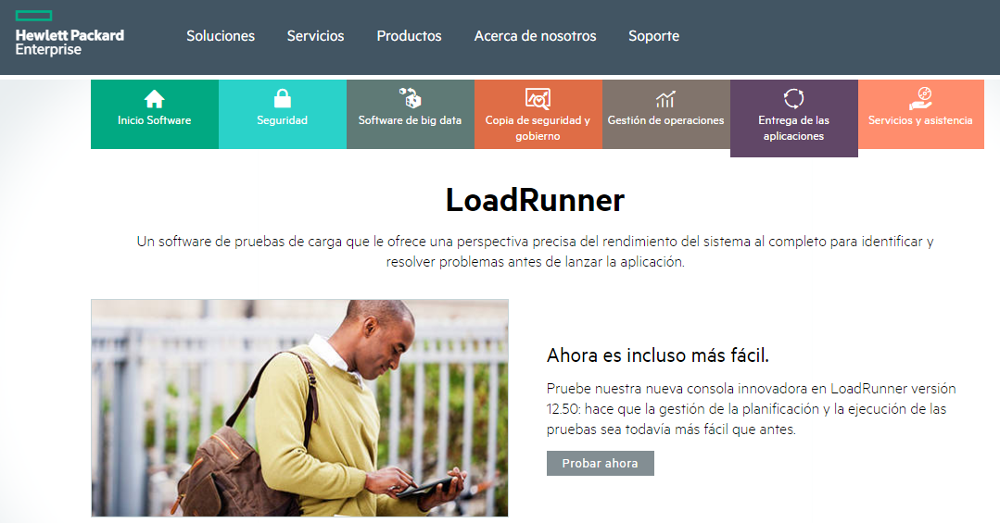 Hewlett Packard
Enterprise
Soluciones
Servicios
Productos
Acerca de nosotros
Soporte
Inicio Software
Seguridad
Software de big data
Copia de seguridad y
gobierno
Gestión de operaciones
Entrega de las
aplicaciones
Servicios y asistencia
LoadRunner
Un software de pruebas de carga que le ofrece una perspectiva precisa del rendimiento del sistema al completo para identificar y
resolver problemas antes de lanzar la aplicación.
Ahora es incluso más fácil.
Pruebe nuestra nueva consola innovadora en LoadRunner versión
12.50: hace que la gestión de la planificación y la ejecución de las
pruebas sea todavía más fácil que antes.
Probar ahora